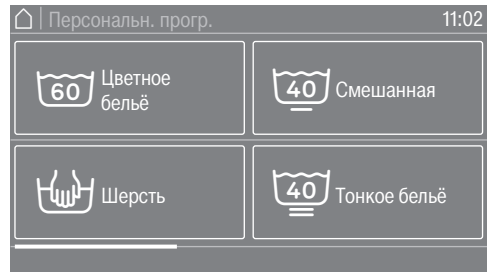 Персональн. прогр. 11:02
60 Цветное
бельё
40 Смешанная
Шерсть
40 Тонкое бельё